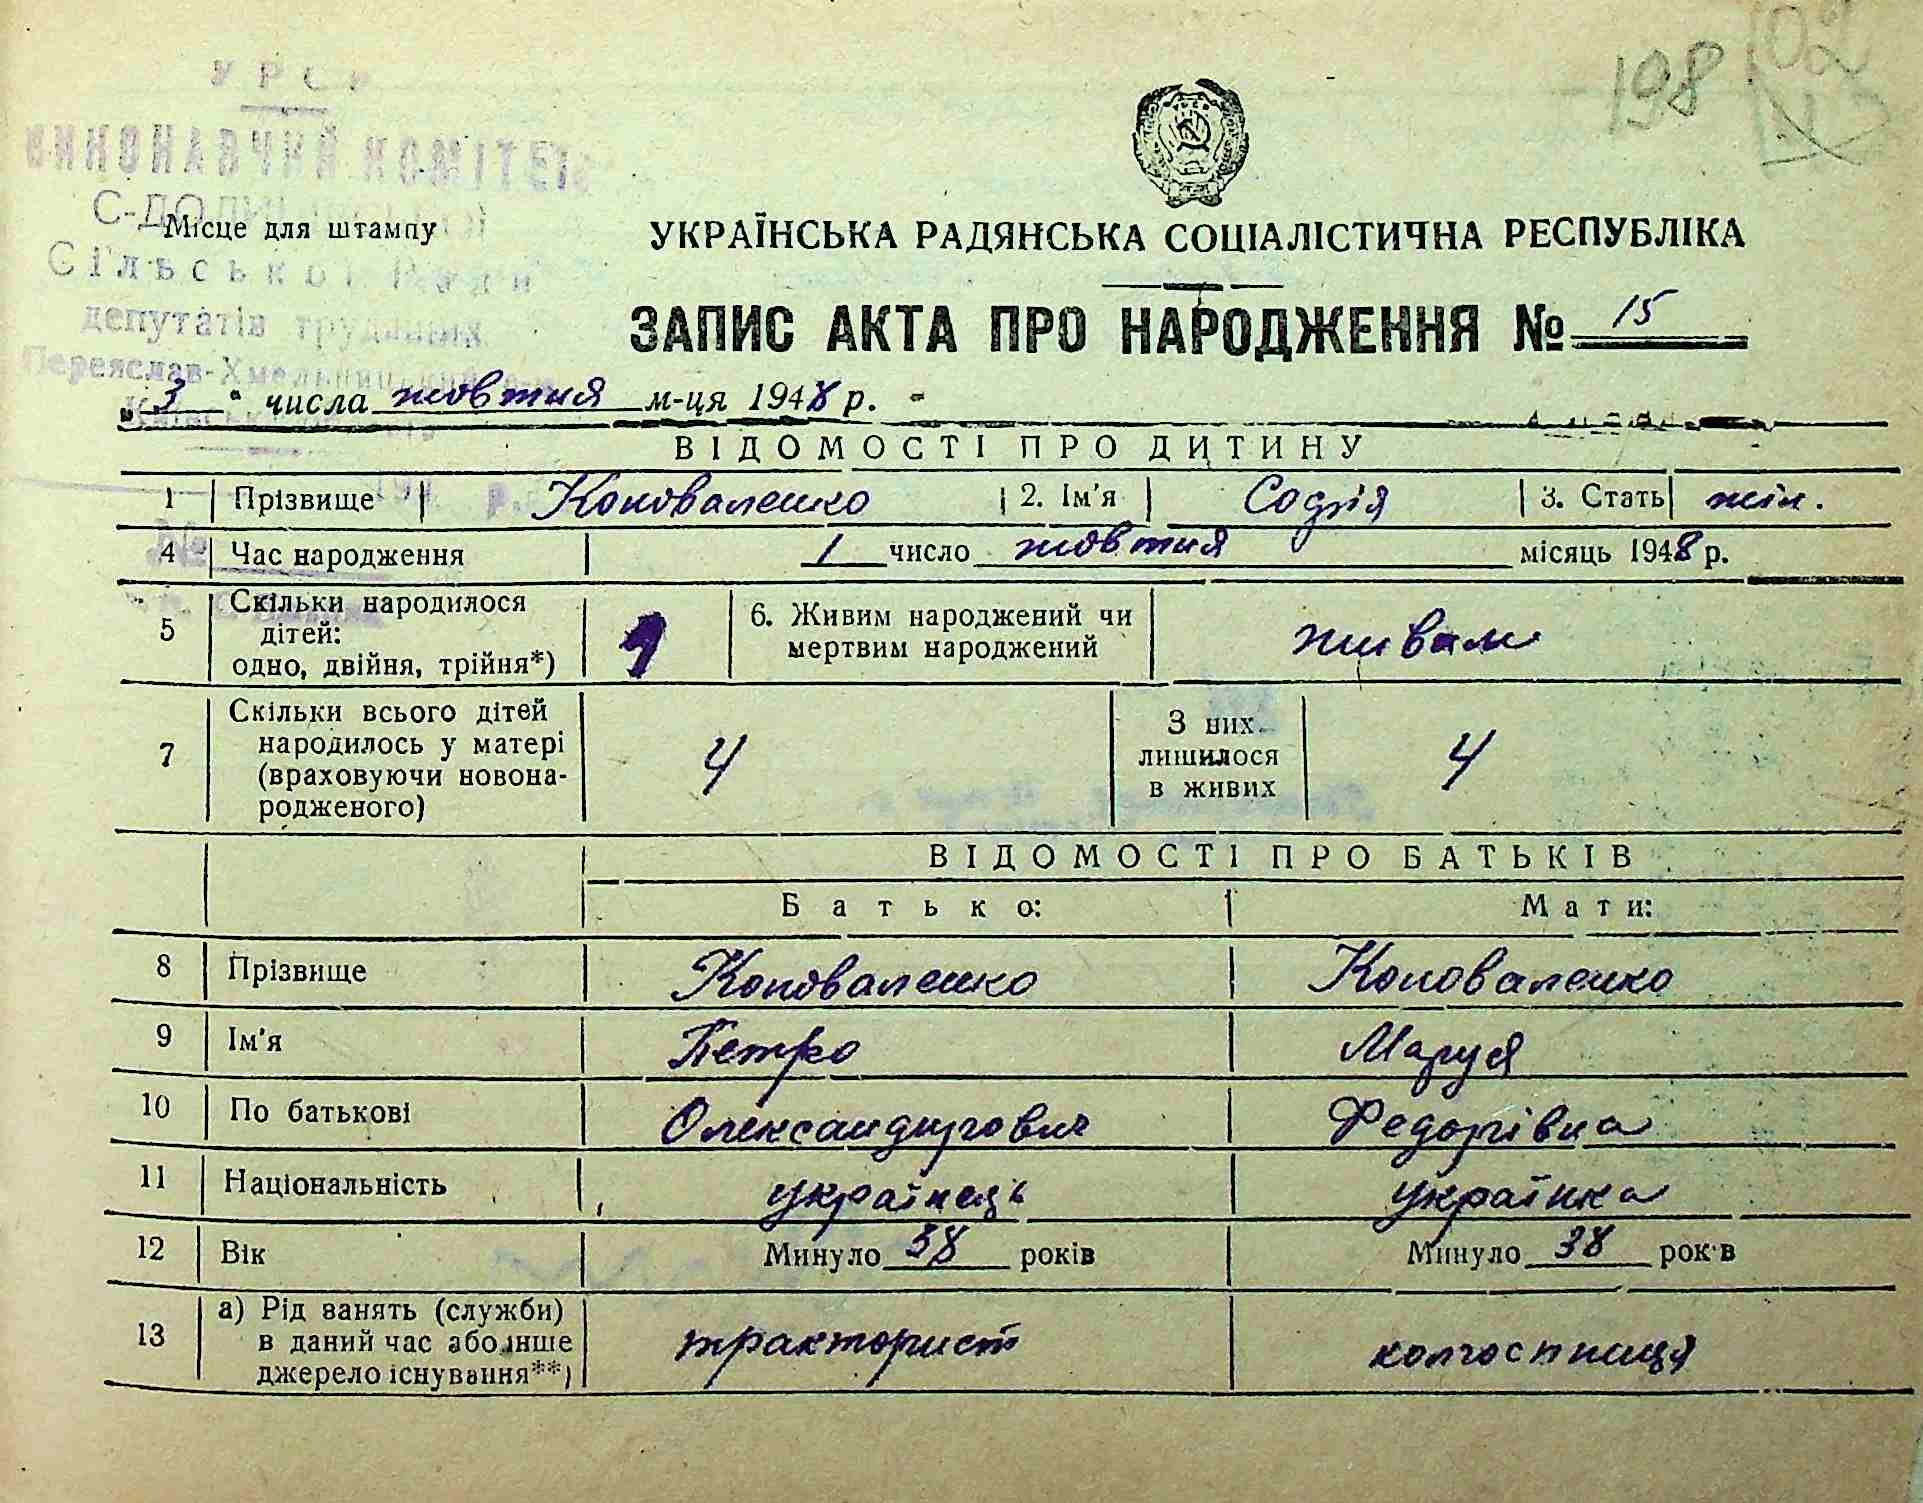 198
02
УРСР
ВИКОНАВЧИЙ КОМІТЕТ
Місце для штампу
Сільської Ради
депутатів трудящих
Переяслав-Хмельницький р-н
УКРАЇНСЬКА РАДЯНСЬКА СОЦІАЛІСТИЧНА РЕСПУБЛІКА
ЗАПИС АКТА ПРО НАРОДЖЕННЯ № 15
„3“ числа жовтня м-ця 1948 р.
ВІДОМОСТІ ПРО ДИТИНУ
1 Прізвище Коноваленко 2. Ім'я Софія 3. Стать жін.
4 Час народження 1 число жовтня місяць 1948 р.
5 Скільки народилося дітей: одно, двійня, трійня*) 1 6. Живим народжений чи мертвим народжений живим
7 Скільки всього дітей народилось у матері (враховуючи новонародженого) 4 З них лишилося в живих 4
ВІДОМОСТІ ПРО БАТЬКІВ
Батько: Мати:
8 Прізвище Коноваленко Коноваленко
9 Ім'я Петро Маруся
10 По батькові Олександрович Федорівна
11 Національність українець українка
12 Вік Минуло 38 років Минуло 38 років
13 а) Рід занять (служби) в даний час або інше джерело існування**) тракторист колгоспниця